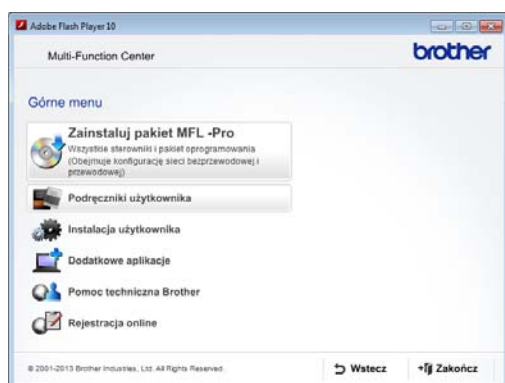 Adobe Flash Player 10
Multi-Function Center
brother
Górne menu
Zainstaluj pakiet MFL -Pro
Wszystkie sterowniki i pakiet oprogramowania
(Obejmuje konfigurację sieci bezprzewodowej i
przewodowej)
Podręczniki użytkownika
Instalacja użytkownika
Dodatkowe aplikacje
Pomoc techniczna Brother
Rejestracja online
© 2001-2013 Brother Industries, Ltd. All Rights Reserved.
Wstecz
Zakończ